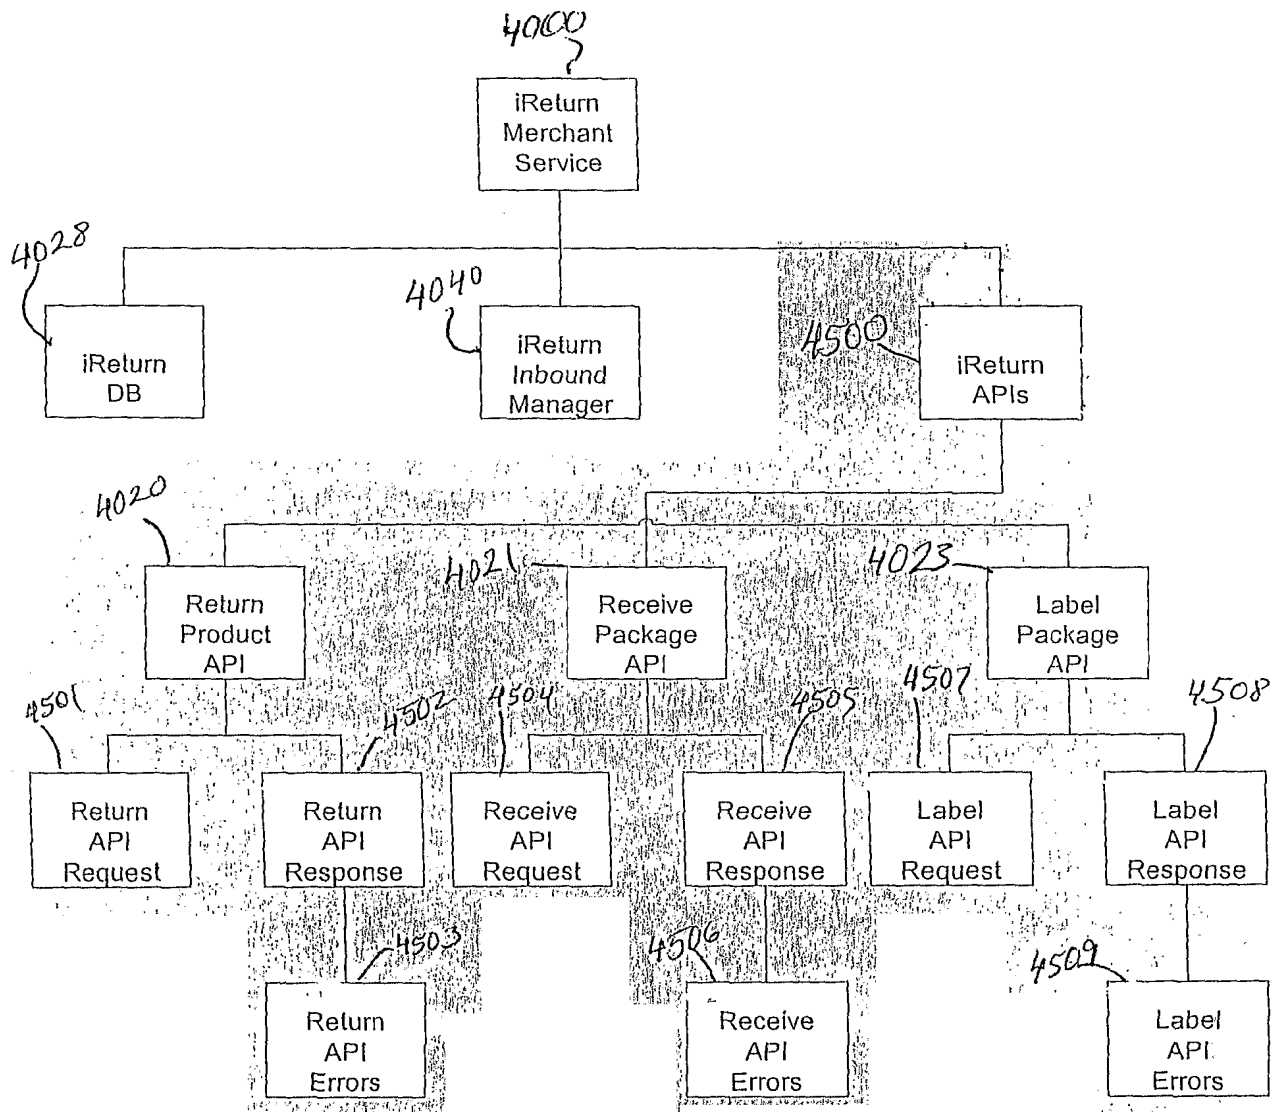 4000
iReturn
Merchant
Service
4028
4040
4500
iReturn
DB
iReturn
Inbound
Manager
iReturn
APIs
4020
4021
4023
Return
Product
API
Receive
Package
API
Label
Package
API
4501
4502
4504
4505
4507
4508
Return
API
Request
Return
API
Response
Receive
API
Request
Receive
API
Response
Label
API
Request
Label
API
Response
4503
4506
4509
Return
API
Errors
Receive
API
Errors
Label
API
Errors